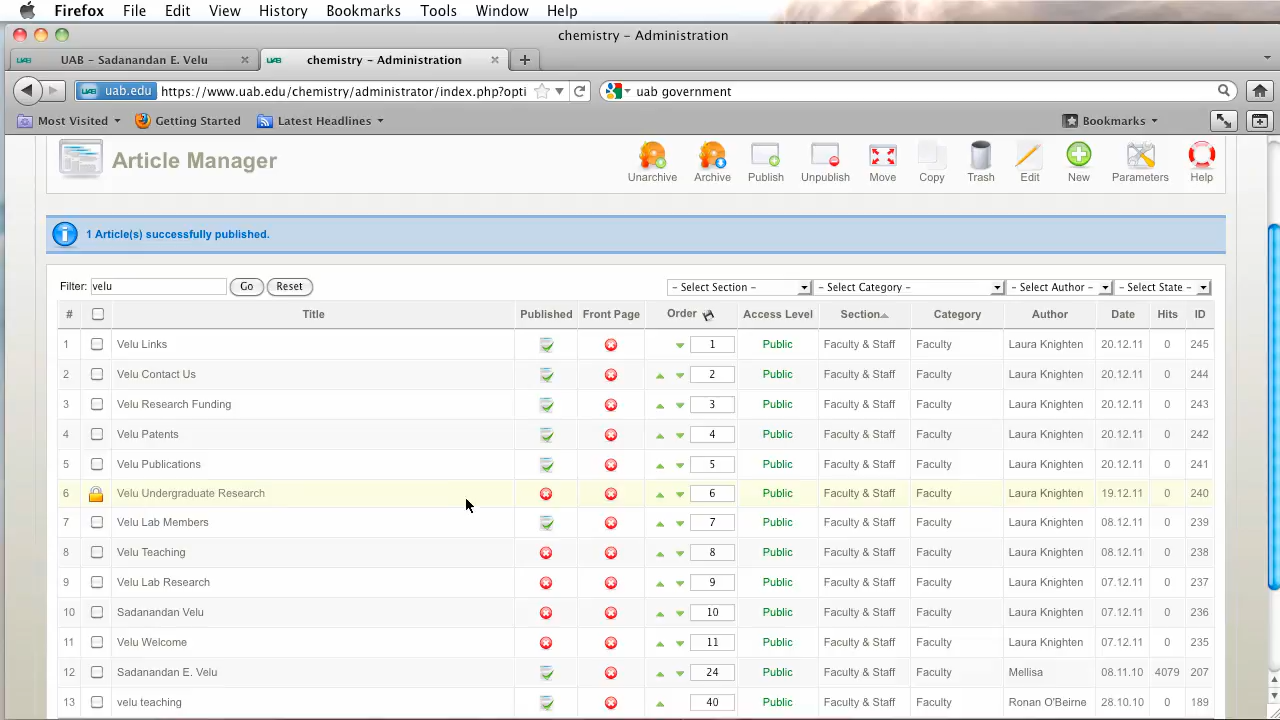 Firefox File Edit View History Bookmarks Tools Window Help
chemistry - Administration
UAB UAB – Sadanandan E. Velu UAB chemistry – Administration
uab.edu https://www.uab.edu/chemistry/administrator/index.php?opti uab government
Most Visited Getting Started Latest Headlines Bookmarks
Article Manager Unarchive Archive Publish Unpublish Move Copy Trash Edit New Parameters Help
1 Article(s) successfully published.
Filter: velu Go Reset – Select Section – – Select Category – – Select Author – – Select State –
# Title Published Front Page Order Access Level Section Category Author Date Hits ID
1 Velu Links 1 Public Faculty & Staff Faculty Laura Knighten 20.12.11 0 245
2 Velu Contact Us 2 Public Faculty & Staff Faculty Laura Knighten 20.12.11 0 244
3 Velu Research Funding 3 Public Faculty & Staff Faculty Laura Knighten 20.12.11 0 243
4 Velu Patents 4 Public Faculty & Staff Faculty Laura Knighten 20.12.11 0 242
5 Velu Publications 5 Public Faculty & Staff Faculty Laura Knighten 20.12.11 0 241
6 Velu Undergraduate Research 6 Public Faculty & Staff Faculty Laura Knighten 19.12.11 0 240
7 Velu Lab Members 7 Public Faculty & Staff Faculty Laura Knighten 08.12.11 0 239
8 Velu Teaching 8 Public Faculty & Staff Faculty Laura Knighten 08.12.11 0 238
9 Velu Lab Research 9 Public Faculty & Staff Faculty Laura Knighten 07.12.11 0 237
10 Sadanandan Velu 10 Public Faculty & Staff Faculty Laura Knighten 07.12.11 0 236
11 Velu Welcome 11 Public Faculty & Staff Faculty Laura Knighten 07.12.11 0 235
12 Sadanandan E. Velu 24 Public Faculty & Staff Faculty Mellisa 08.11.10 4079 207
13 velu teaching 40 Public Faculty & Staff Faculty Ronan O'Beirne 28.10.10 0 189